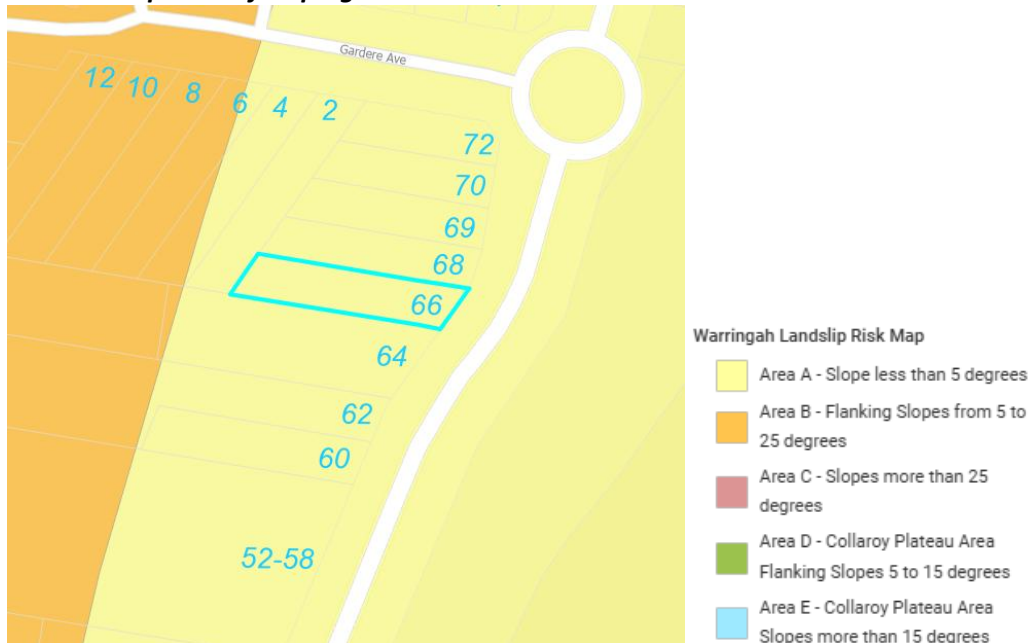 Gardere Ave
12 10 8 6 4 2
72
70
69
68
66
64
62
60
52-58
Warringah Landslip Risk Map
Area A - Slope less than 5 degrees
Area B - Flanking Slopes from 5 to
25 degrees
Area C - Slopes more than 25
degrees
Area D - Collaroy Plateau Area
Flanking Slopes 5 to 15 degrees
Area E - Collaroy Plateau Area
Slopes more than 15 degrees